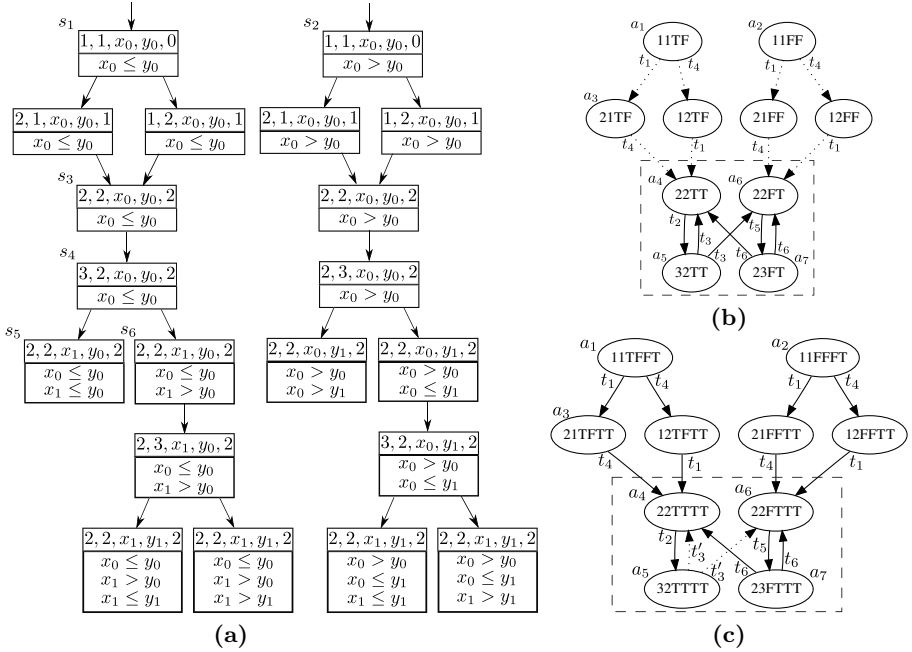 s₁
1, 1, x₀, y₀, 0
x₀ ≤ y₀
2, 1, x₀, y₀, 1
x₀ ≤ y₀
1, 2, x₀, y₀, 1
x₀ ≤ y₀
s₃
2, 2, x₀, y₀, 2
x₀ ≤ y₀
s₄
3, 2, x₀, y₀, 2
x₀ ≤ y₀
s₅
2, 2, x₁, y₀, 2
x₀ ≤ y₀
x₁ ≤ y₀
s₆
2, 2, x₁, y₀, 2
x₀ ≤ y₀
x₁ > y₀
2, 3, x₁, y₀, 2
x₀ ≤ y₀
x₁ > y₀
2, 2, x₁, y₁, 2
x₀ ≤ y₀
x₁ > y₀
x₁ ≤ y₁
2, 2, x₁, y₁, 2
x₀ ≤ y₀
x₁ > y₀
x₁ > y₁
s₂
1, 1, x₀, y₀, 0
x₀ > y₀
2, 1, x₀, y₀, 1
x₀ > y₀
1, 2, x₀, y₀, 1
x₀ > y₀
2, 2, x₀, y₀, 2
x₀ > y₀
2, 3, x₀, y₀, 2
x₀ > y₀
2, 2, x₀, y₁, 2
x₀ > y₀
x₀ > y₁
2, 2, x₀, y₁, 2
x₀ > y₀
x₀ ≤ y₁
3, 2, x₀, y₁, 2
x₀ > y₀
x₀ ≤ y₁
2, 2, x₁, y₁, 2
x₀ > y₀
x₀ ≤ y₁
x₁ ≤ y₁
2, 2, x₁, y₁, 2
x₀ > y₀
x₀ ≤ y₁
x₁ > y₁
(a)
a₁
11TF
a₂
11FF
t₁
t₄
t₁
t₄
a₃
21TF
12TF
21FF
12FF
t₄
t₁
t₄
t₁
a₄
22TT
a₆
22FT
t₂
t₃
t₅
t₆
t₃
t₆
a₅
32TT
23FT
a₇
(b)
a₁
11TFFT
a₂
11FFFT
t₁
t₄
t₁
t₄
a₃
21TFTT
12TFTT
21FFTT
12FFTT
t₄
t₁
t₄
t₁
a₄
22TTTT
a₆
22FTTT
t₂
t′₃
t₅
t₆
t′₃
t₆
a₅
32TTTT
23FTTT
a₇
(c)